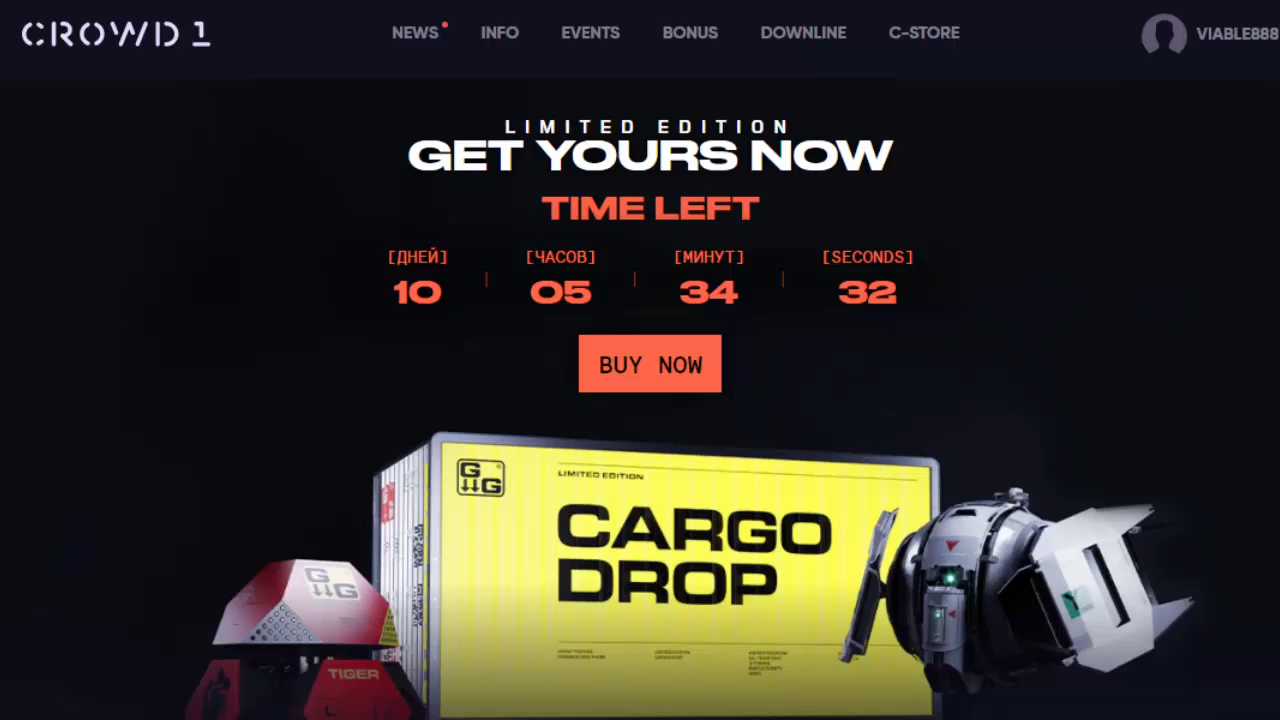 CROWD 1
NEWS INFO EVENTS BONUS DOWNLINE C-STORE
VIABLE888
LIMITED EDITION
GET YOURS NOW
TIME LEFT
[ДНЕЙ] [ЧАСОВ] [МИНУТ] [SECONDS]
10 05 34 32
BUY NOW
G G
LIMITED EDITION
CARGO
DROP
G G
TIGER